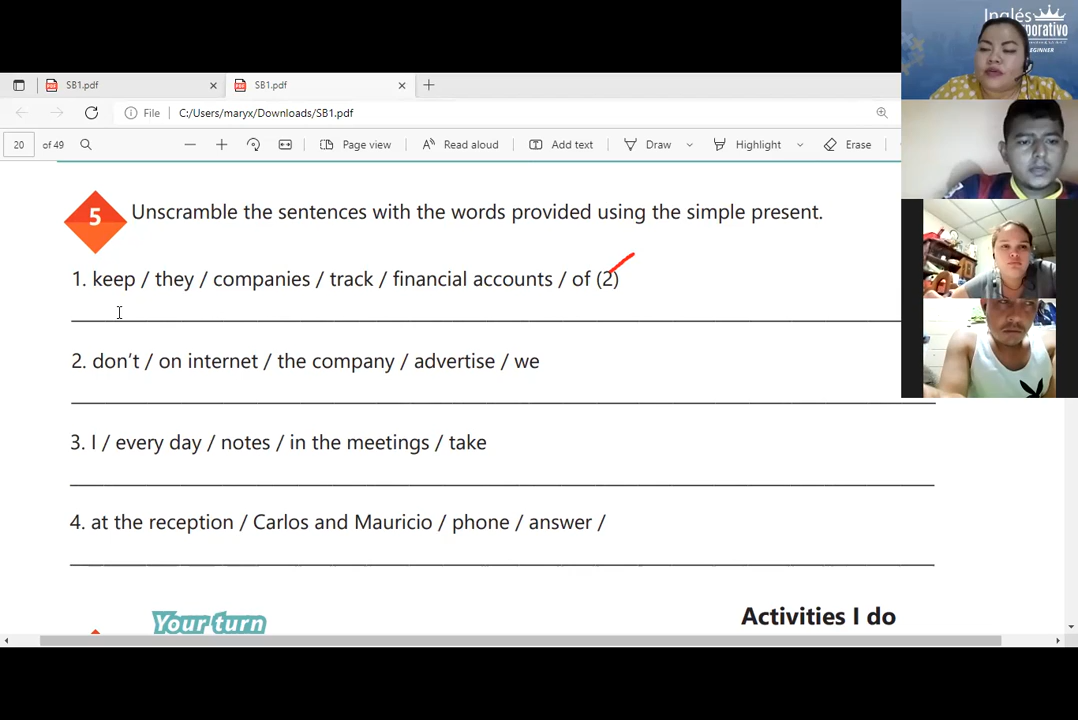 Inglés
orporativo
EGINNER
SB1.pdf
SB1.pdf
File
C:/Users/maryx/Downloads/SB1.pdf
20 of 49
Page view
Read aloud
Add text
Draw
Highlight
Erase
5 Unscramble the sentences with the words provided using the simple present.
1. keep / they / companies / track / financial accounts / of (2)
2. don't / on internet / the company / advertise / we
3. I / every day / notes / in the meetings / take
4. at the reception / Carlos and Mauricio / phone / answer /
Your turn
Activities I do